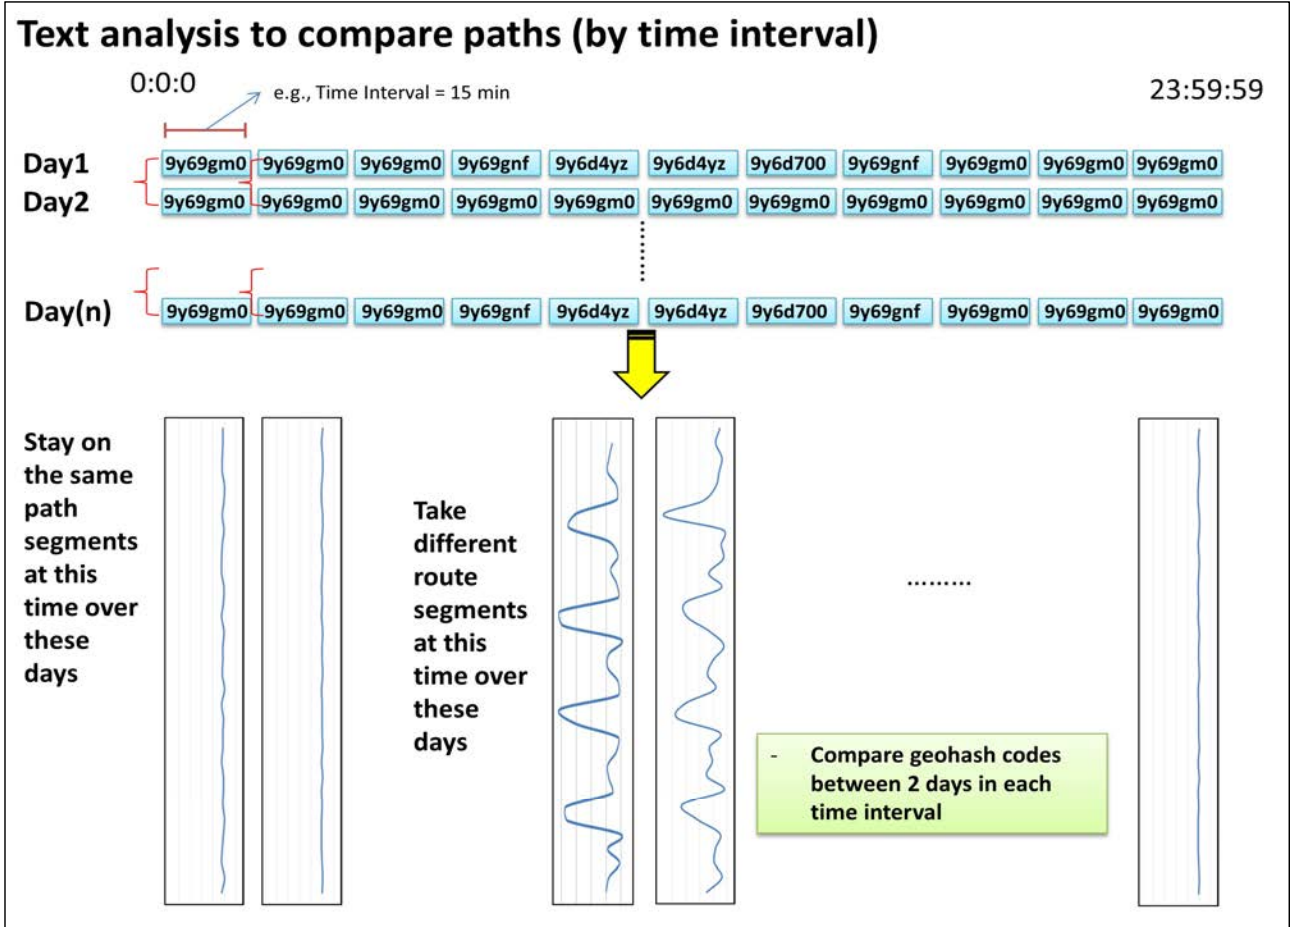 Text analysis to compare paths (by time interval)
0:0:0
23:59:59
e.g., Time Interval = 15 min
Day1 9y69gm0 9y69gm0 9y69gm0 9y69gnf 9y6d4yz 9y6d4yz 9y6d700 9y69gnf 9y69gm0 9y69gm0 9y69gm0
Day2 9y69gm0 9y69gm0 9y69gm0 9y69gm0 9y69gm0 9y69gm0 9y69gm0 9y69gm0 9y69gm0 9y69gm0 9y69gm0
Day(n) 9y69gm0 9y69gm0 9y69gm0 9y69gnf 9y6d4yz 9y6d4yz 9y6d700 9y69gnf 9y69gm0 9y69gm0 9y69gm0
Stay on
the same
path
segments
at this
time over
these
days
Take
different
route
segments
at this
time over
these
days
………
- Compare geohash codes
between 2 days in each
time interval